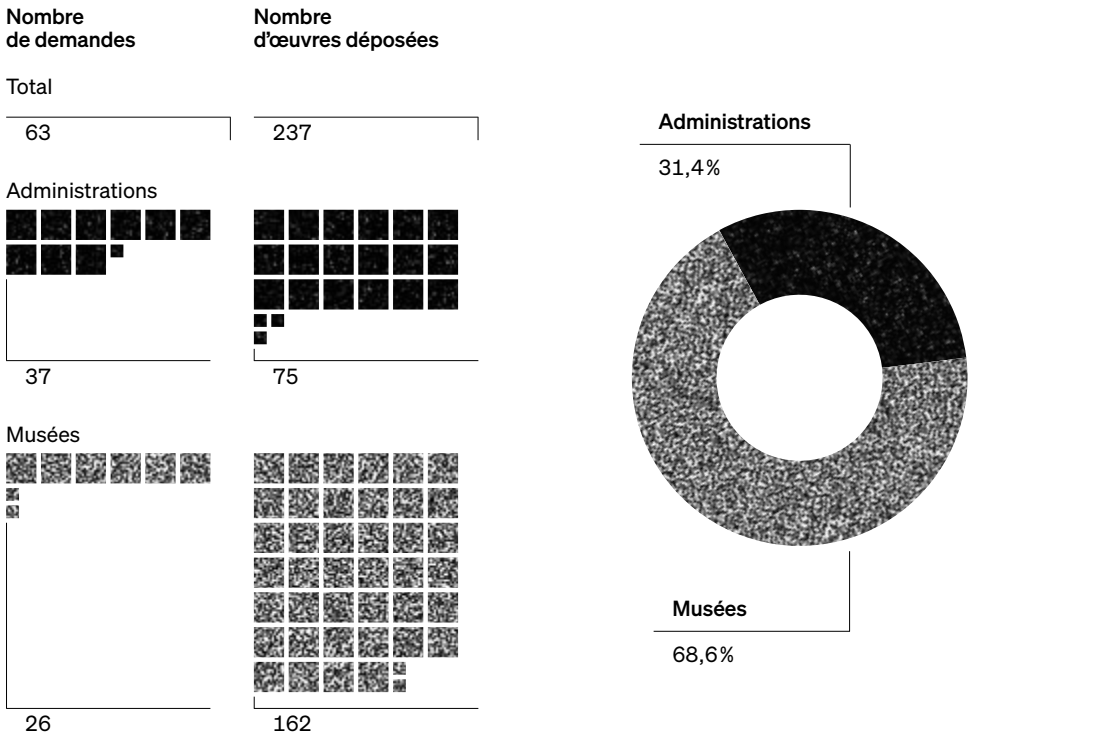 Nombre
de demandes
Nombre
d'œuvres déposées
Total
63
237
Administrations
37
75
Musées
26
162
Administrations
31,4%
Musées
68,6%